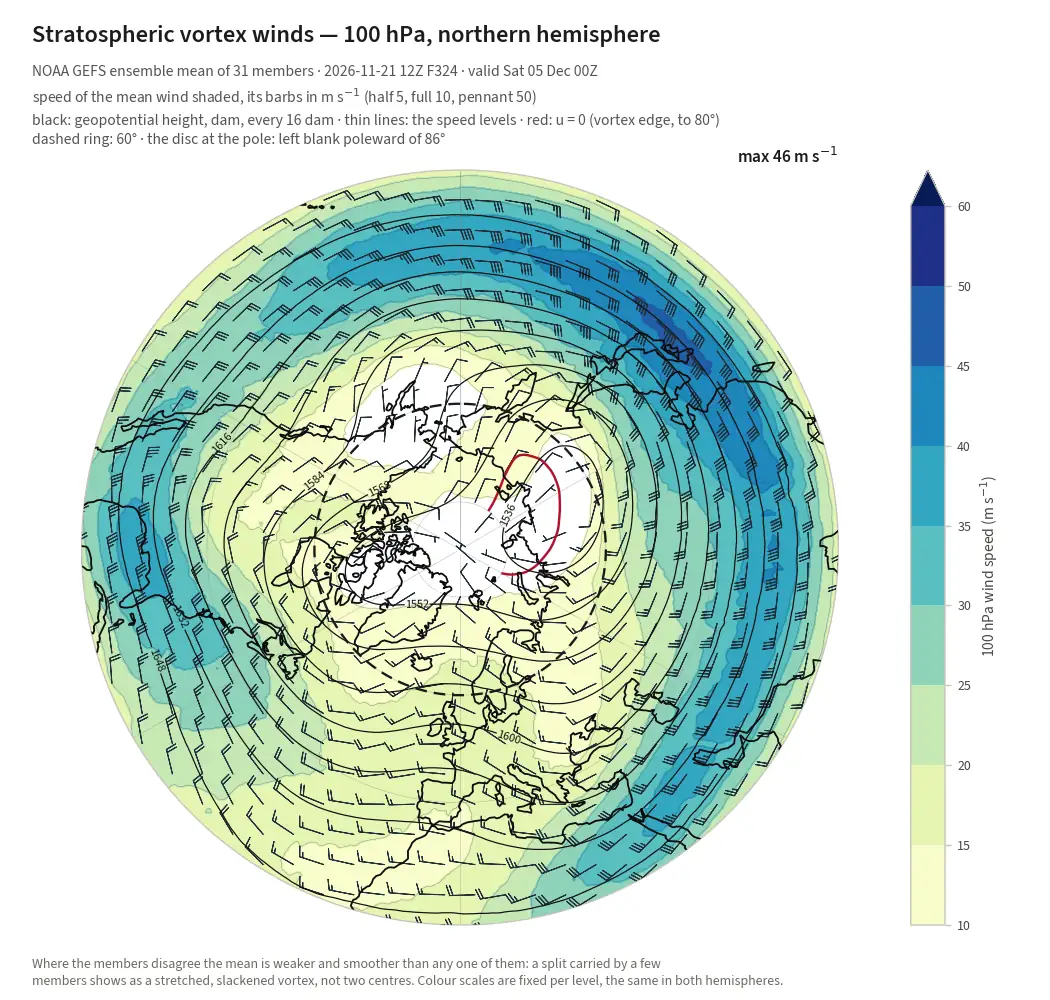 Stratospheric vortex winds — 100 hPa, northern hemisphere
NOAA GEFS ensemble mean of 31 members · 2026-11-21 12Z F324 · valid Sat 05 Dec 00Z
speed of the mean wind shaded, its barbs in m s⁻¹ (half 5, full 10, pennant 50)
black: geopotential height, dam, every 16 dam · thin lines: the speed levels · red: u = 0 (vortex edge, to 80°)
dashed ring: 60° · the disc at the pole: left blank poleward of 86°
max 46 m s⁻¹
60
50
45
40
35
30
25
20
15
10
100 hPa wind speed (m s⁻¹)
1616
1584
1568
1536
1552
1632
1648
1600
Where the members disagree the mean is weaker and smoother than any one of them: a split carried by a few
members shows as a stretched, slackened vortex, not two centres. Colour scales are fixed per level, the same in both hemispheres.